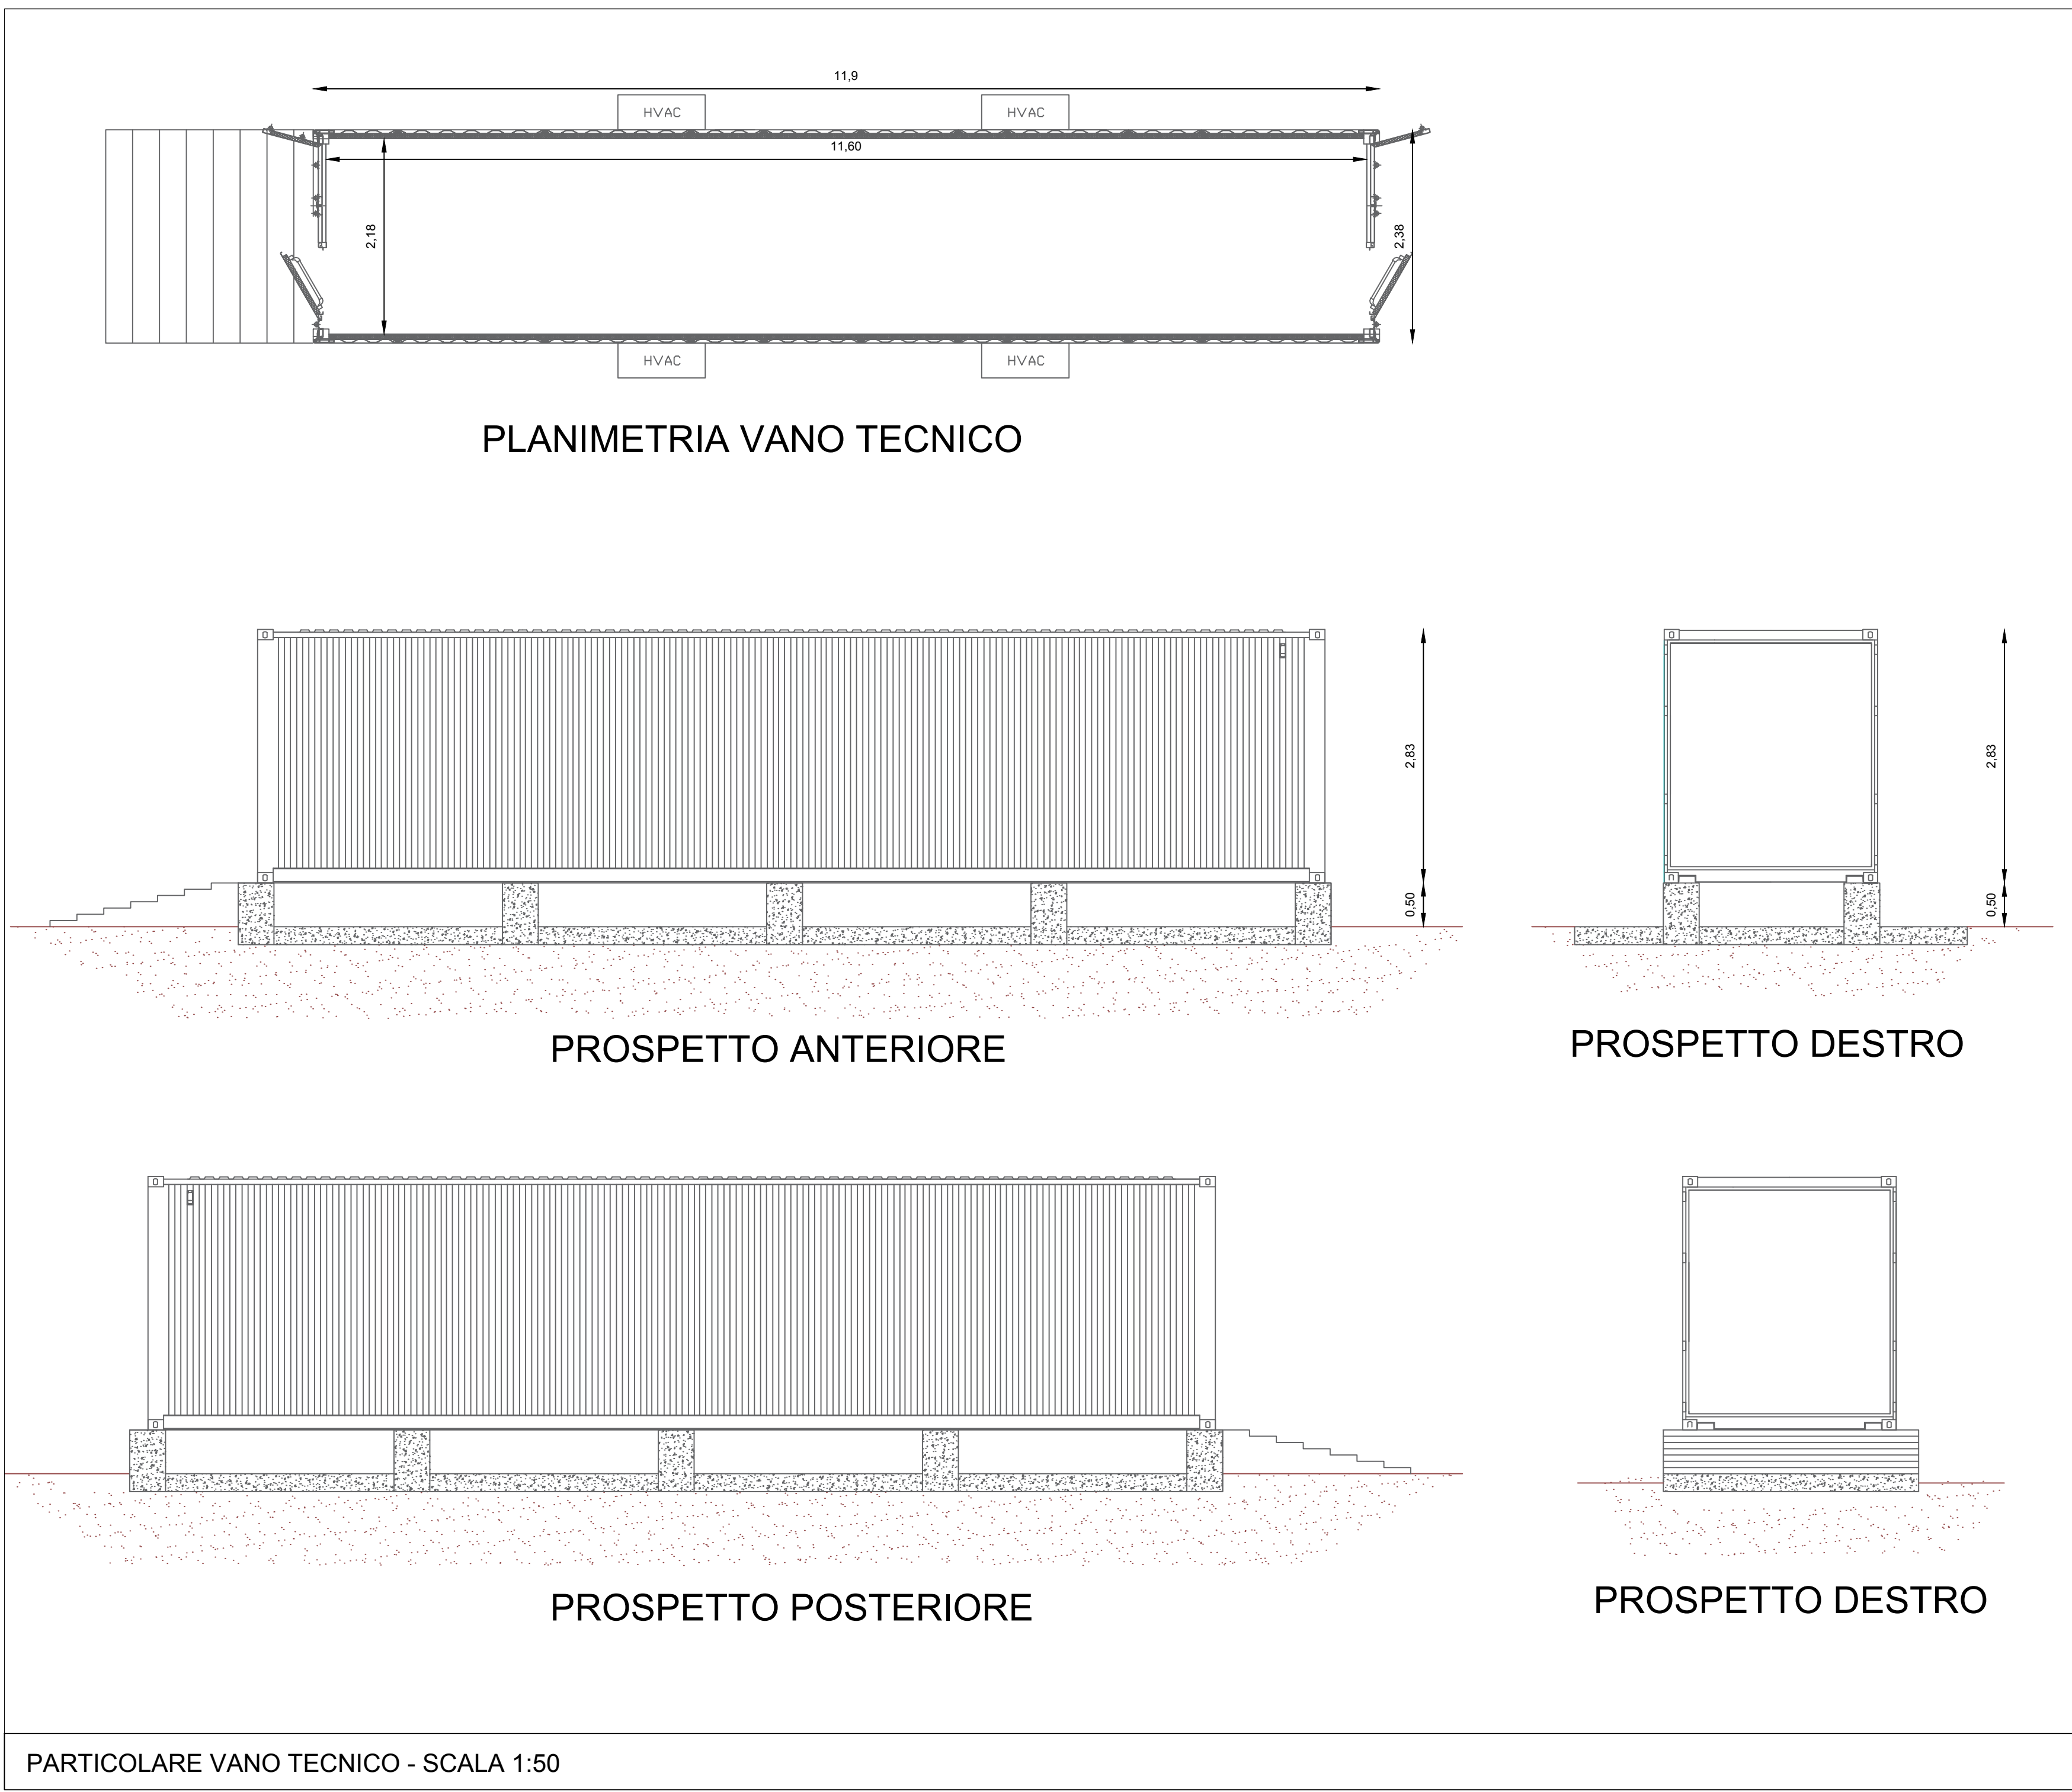 11,9
HVAC HVAC
11,60
2,18
2,38
HVAC HVAC
PLANIMETRIA VANO TECNICO
2,83
0,50
2,83
0,50
PROSPETTO ANTERIORE
PROSPETTO DESTRO
PROSPETTO POSTERIORE
PROSPETTO DESTRO
PARTICOLARE VANO TECNICO - SCALA 1:50